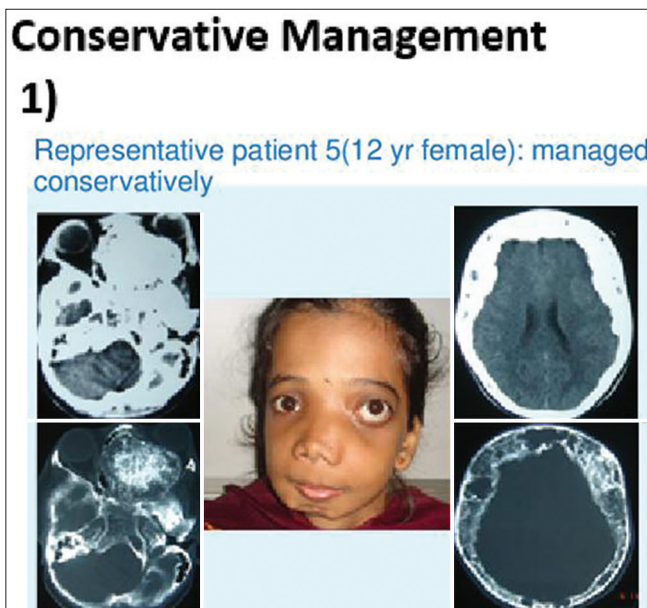 Conservative Management
1)
Representative patient 5(12 yr female): managed
conservatively
A